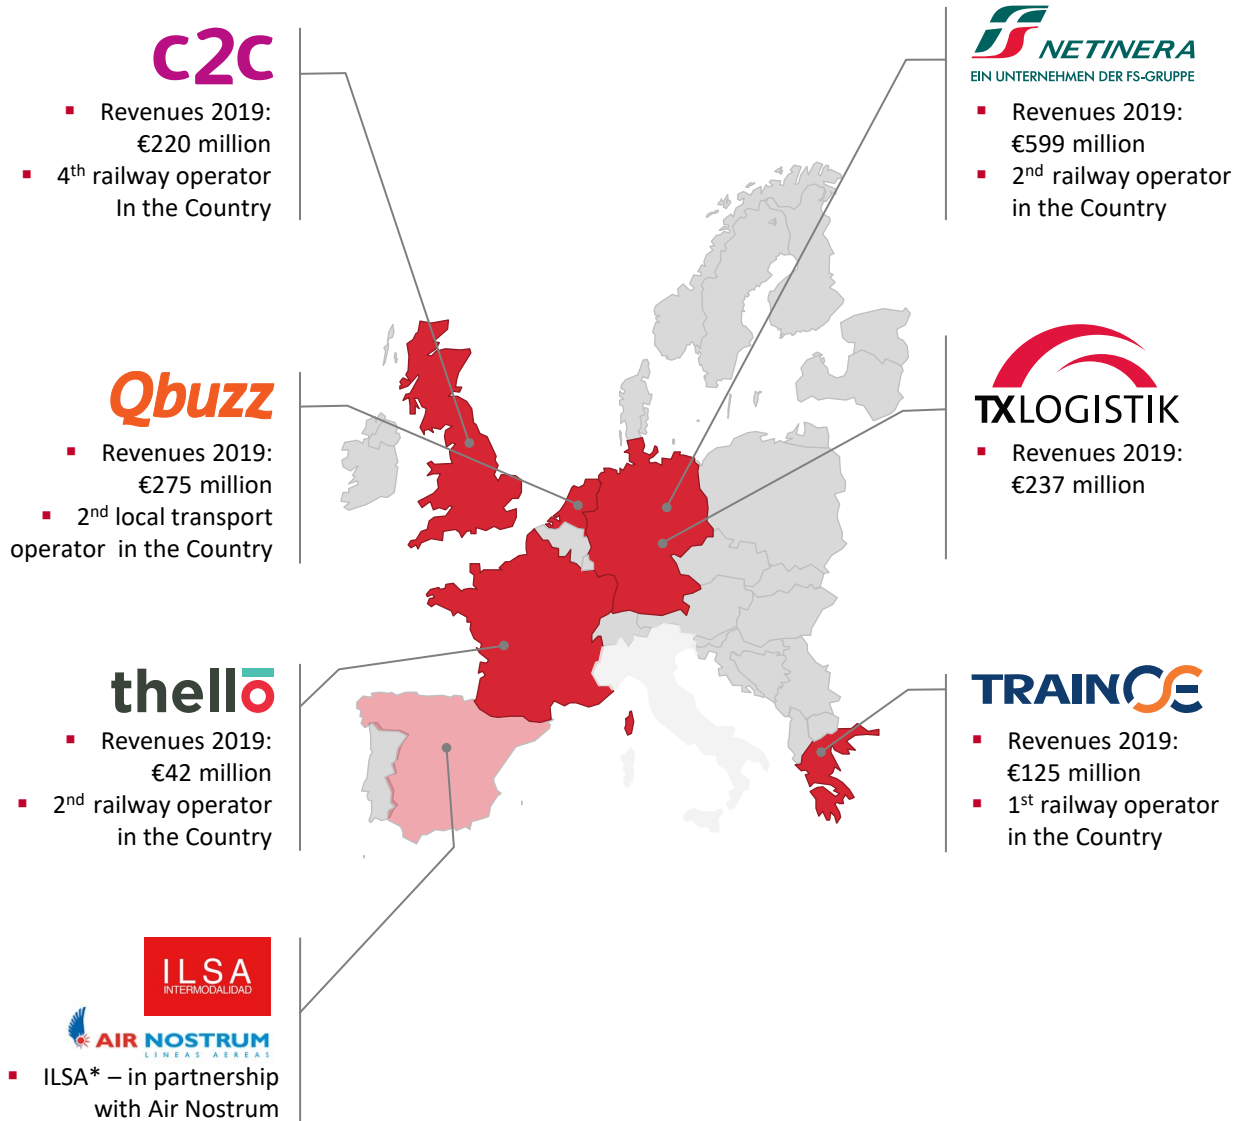 c2c
▪ Revenues 2019:
€220 million
▪ 4th railway operator
In the Country
Qbuzz
▪ Revenues 2019:
€275 million
▪ 2nd local transport
operator in the Country
thello
▪ Revenues 2019:
€42 million
▪ 2nd railway operator
in the Country
ILSA
INTERMODALIDAD
AIR NOSTRUM
LINEAS AEREAS
▪ ILSA* – in partnership
with Air Nostrum
NETINERA
EIN UNTERNEHMEN DER FS-GRUPPE
▪ Revenues 2019:
€599 million
▪ 2nd railway operator
in the Country
TXLOGISTIK
▪ Revenues 2019:
€237 million
TRAINOSE
▪ Revenues 2019:
€125 million
▪ 1st railway operator
in the Country